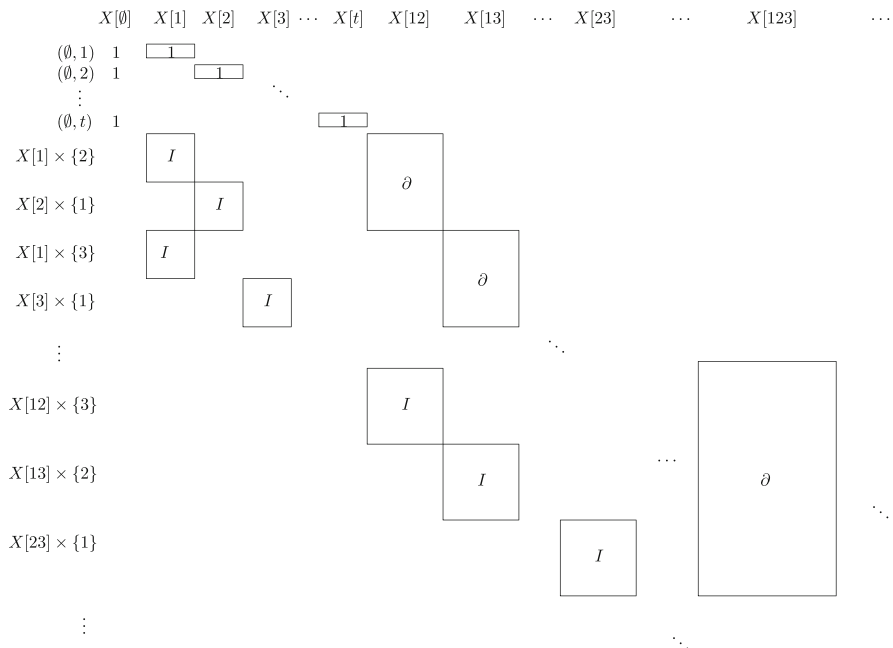 X[∅] X[1] X[2] X[3] ⋯ X[t] X[12] X[13] ⋯ X[23] ⋯ X[123] ⋯
(∅, 1) 1 1
(∅, 2) 1 1
⋮ ⋱
(∅, t) 1 1
X[1] × {2} I
∂
X[2] × {1} I
X[1] × {3} I
∂
X[3] × {1} I
⋮ ⋱
X[12] × {3} I
⋯
X[13] × {2} I ∂
⋱
X[23] × {1} I
⋮ ⋱